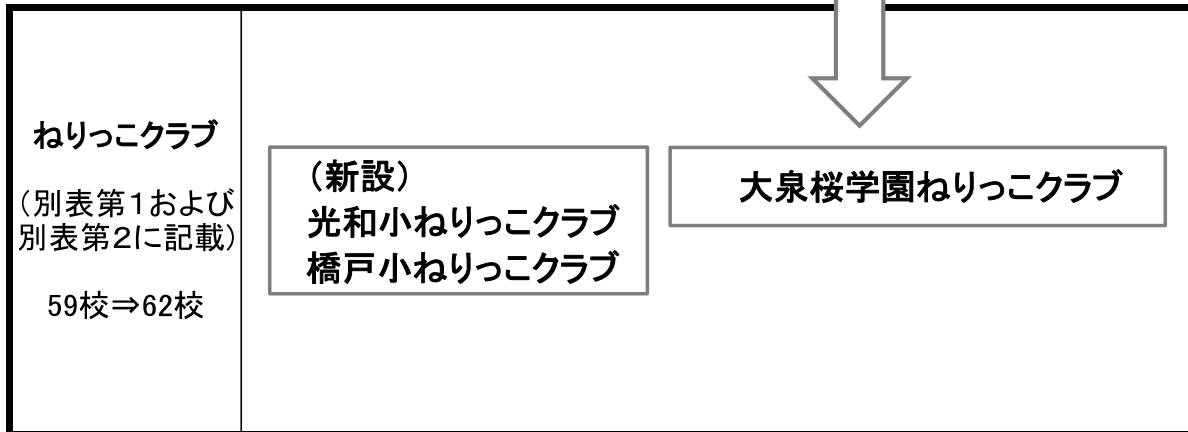 ねりっこクラブ
（別表第１および
別表第２に記載）
59校⇒62校
（新設）
光和小ねりっこクラブ
橋戸小ねりっこクラブ
大泉桜学園ねりっこクラブ